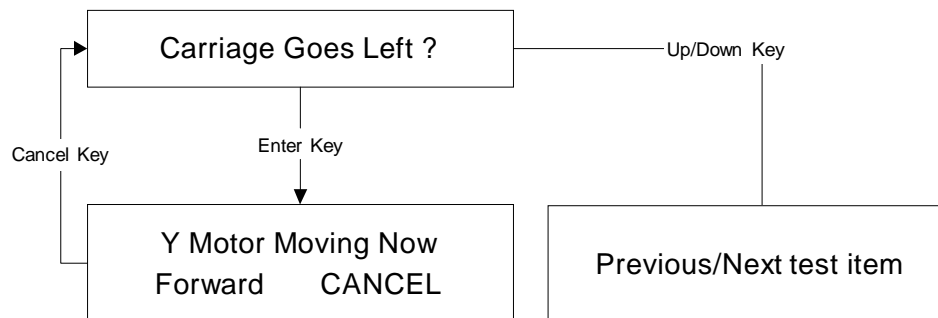 Carriage Goes Left ?
Up/Down Key
Cancel Key
Enter Key
Y Motor Moving Now
Forward CANCEL
Previous/Next test item